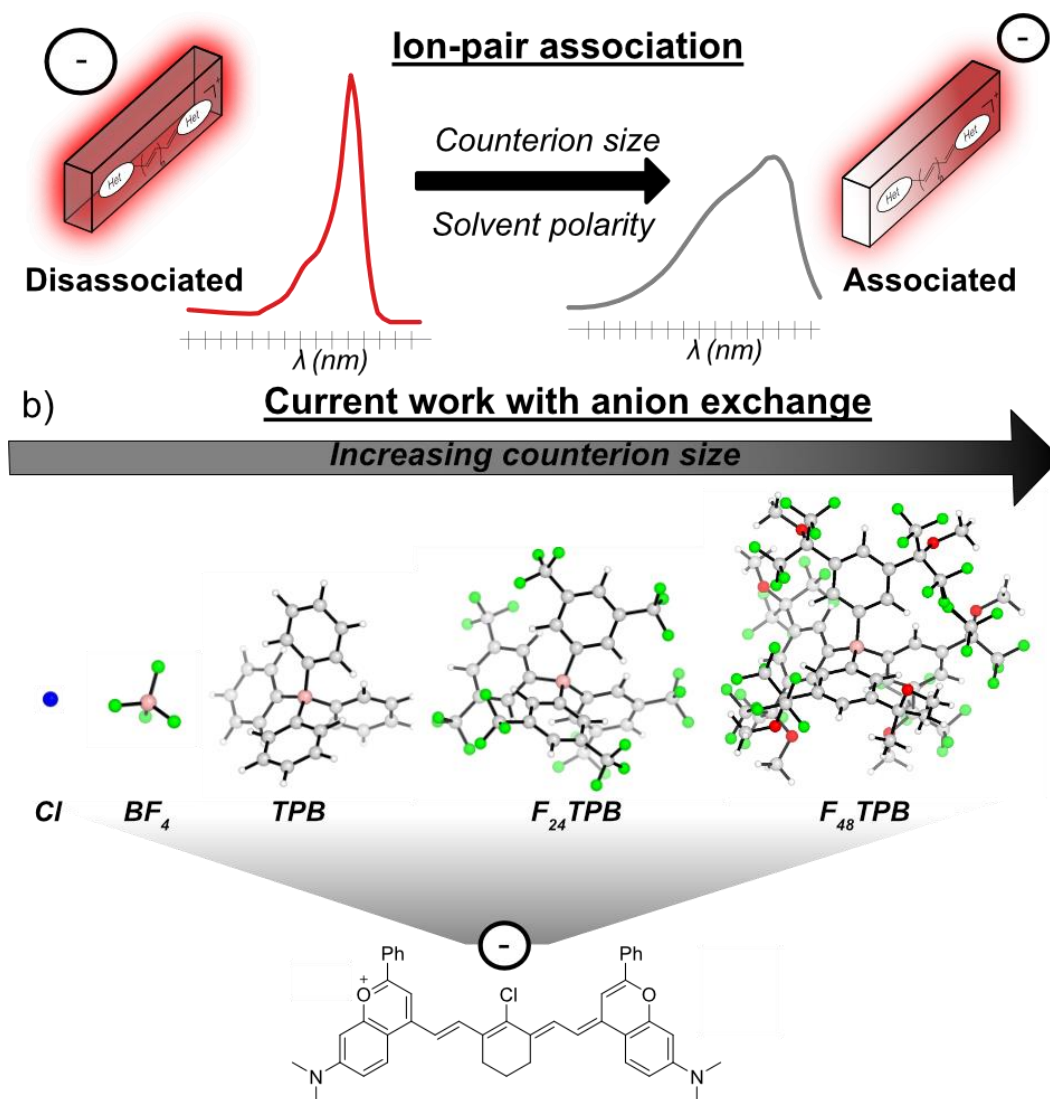 Ion-pair association
-
-
Het
Het
+
n
Het
Het
+
n
Counterion size
Solvent polarity
Disassociated
Associated
λ (nm)
λ (nm)
b)
Current work with anion exchange
Increasing counterion size
Cl
BF4
TPB
F24TPB
F48TPB
-
Ph
Ph
+
O
Cl
O
N
N